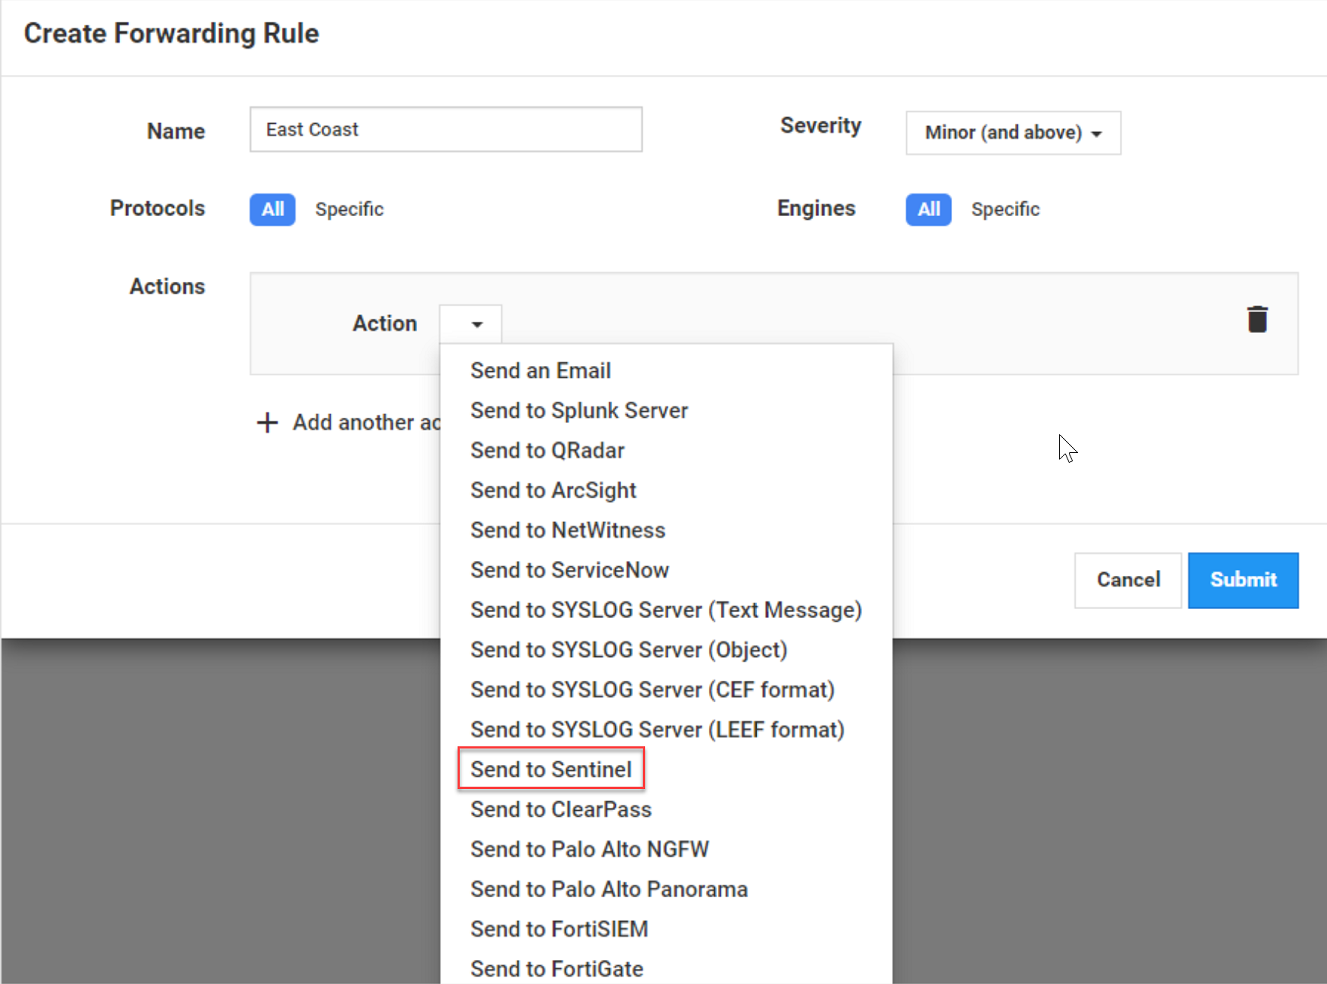 Create Forwarding Rule
Name
East Coast
Severity
Minor (and above)
Protocols
All
Specific
Engines
All
Specific
Actions
Action
Send an Email
Send to Splunk Server
Send to QRadar
Send to ArcSight
Send to NetWitness
Send to ServiceNow
Send to SYSLOG Server (Text Message)
Send to SYSLOG Server (Object)
Send to SYSLOG Server (CEF format)
Send to SYSLOG Server (LEEF format)
Send to Sentinel
Send to ClearPass
Send to Palo Alto NGFW
Send to Palo Alto Panorama
Send to FortiSIEM
Send to FortiGate
Add another ac
Cancel
Submit